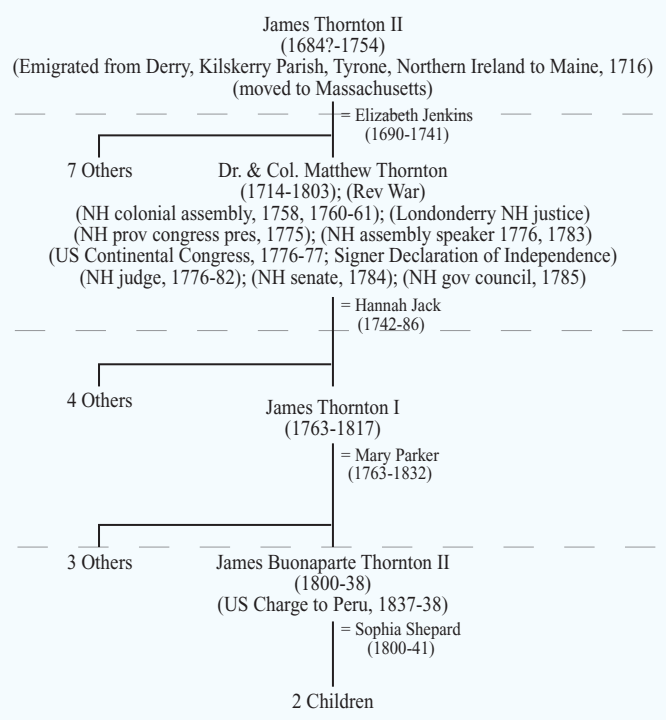 James Thornton II
(1684?-1754)
(Emigrated from Derry, Kilskerry Parish, Tyrone, Northern Ireland to Maine, 1716)
(moved to Massachusetts)
= Elizabeth Jenkins
(1690-1741)
7 Others
Dr. & Col. Matthew Thornton
(1714-1803); (Rev War)
(NH colonial assembly, 1758, 1760-61); (Londonderry NH justice)
(NH prov congress pres, 1775); (NH assembly speaker 1776, 1783)
(US Continental Congress, 1776-77; Signer Declaration of Independence)
(NH judge, 1776-82); (NH senate, 1784); (NH gov council, 1785)
= Hannah Jack
(1742-86)
4 Others
James Thornton I
(1763-1817)
= Mary Parker
(1763-1832)
3 Others
James Buonaparte Thornton II
(1800-38)
(US Charge to Peru, 1837-38)
= Sophia Shepard
(1800-41)
2 Children